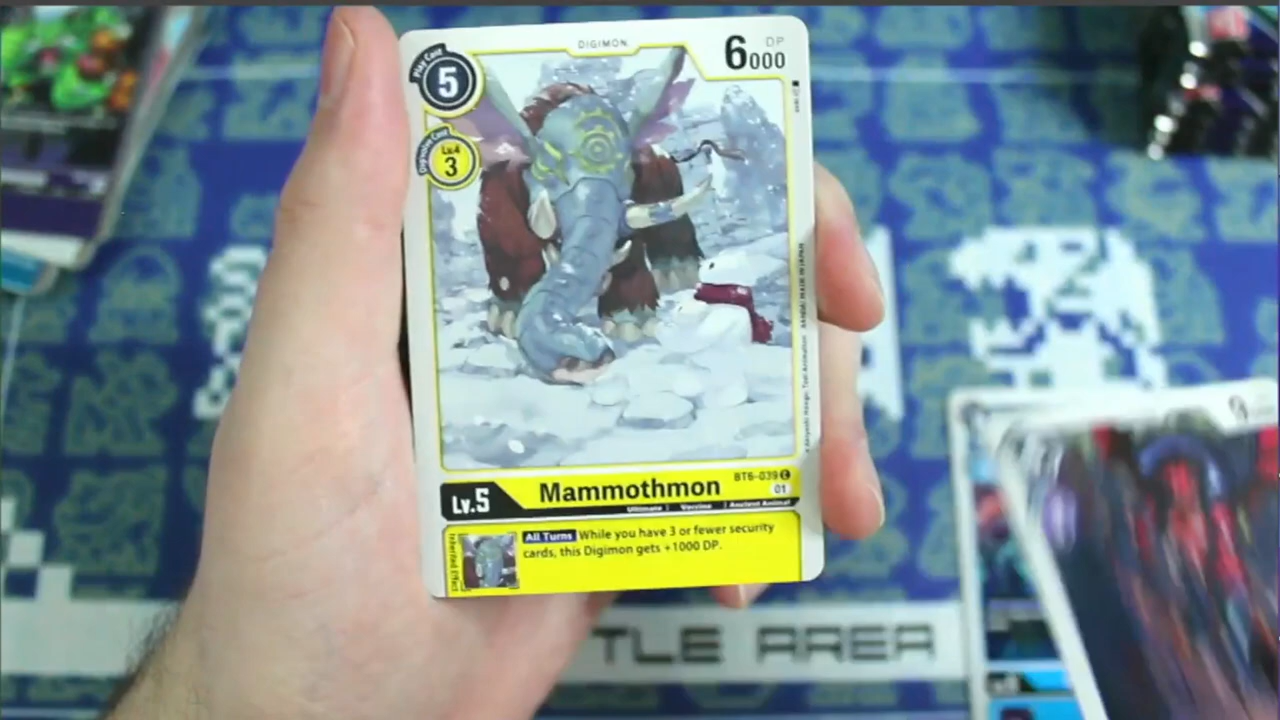 DIGIMON
Play Cost
5
DP
6000
Digivolve Cost
Lv.4
3
BT6-039 C
01
Lv.5
Mammothmon
Ultimate | Vaccine | Ancient Animal
Inherited Effect
All Turns While you have 3 or fewer security
cards, this Digimon gets +1000 DP.
TLE AREA